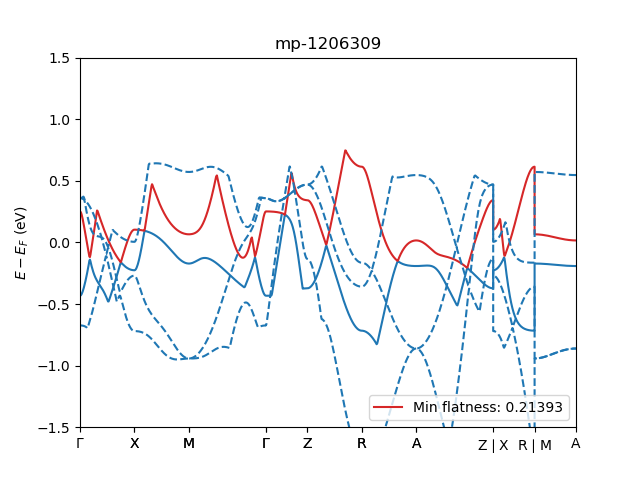 mp-1206309
E − E_F (eV)
1.5
1.0
0.5
0.0
−0.5
−1.0
−1.5
Min flatness: 0.21393
Γ X M Γ Z R A Z | X R | M A